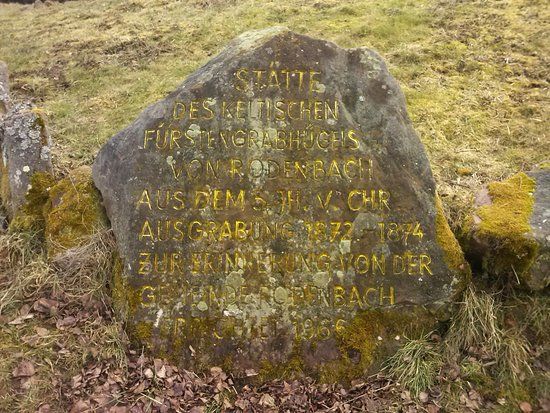 STÄTTE
DES KELTISCHEN
FÜRSTENGRABHÜGELS
VON RODENBACH
AUS DEM 5. JH. V. CHR.
AUSGRABUNG 1872 – 1874
ZUR ERINNERUNG VON DER
GEMEINDE RODENBACH
ERRICHTET 1966